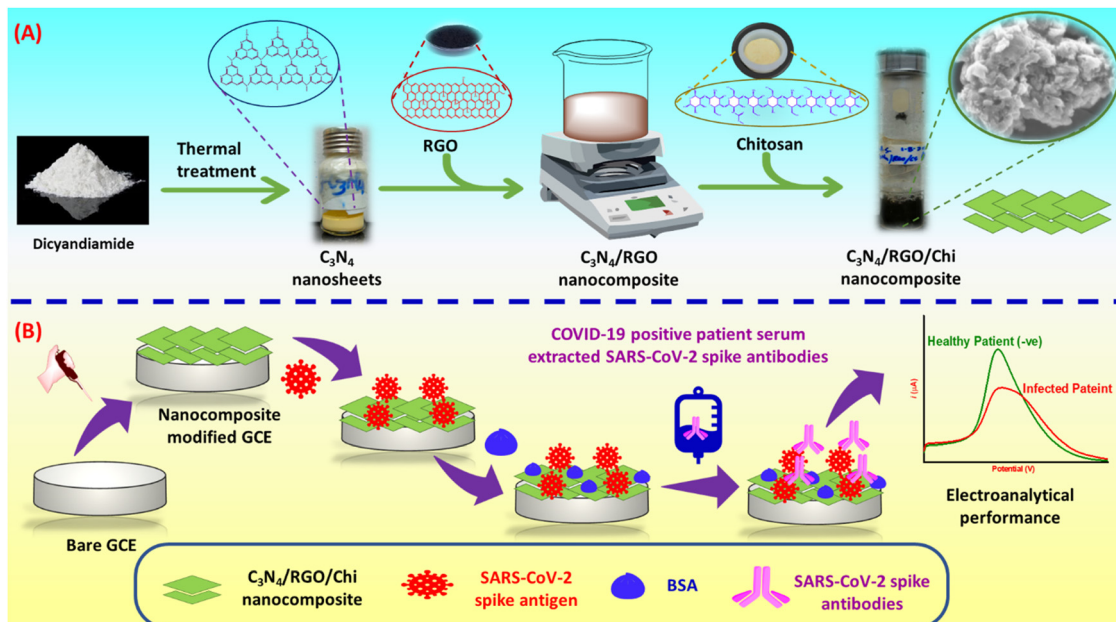 (A)
Dicyandiamide
Thermal
treatment
C₃N₄
nanosheets
RGO
C₃N₄/RGO
nanocomposite
Chitosan
C₃N₄/RGO/Chi
nanocomposite
(B)
Bare GCE
Nanocomposite
modified GCE
COVID-19 positive patient serum
extracted SARS-CoV-2 spike antibodies
Healthy Patient (-ve)
Infected Pateint
I (µA)
Potential (V)
Electroanalytical
performance
C₃N₄/RGO/Chi
nanocomposite
SARS-CoV-2
spike antigen
BSA
SARS-CoV-2 spike
antibodies